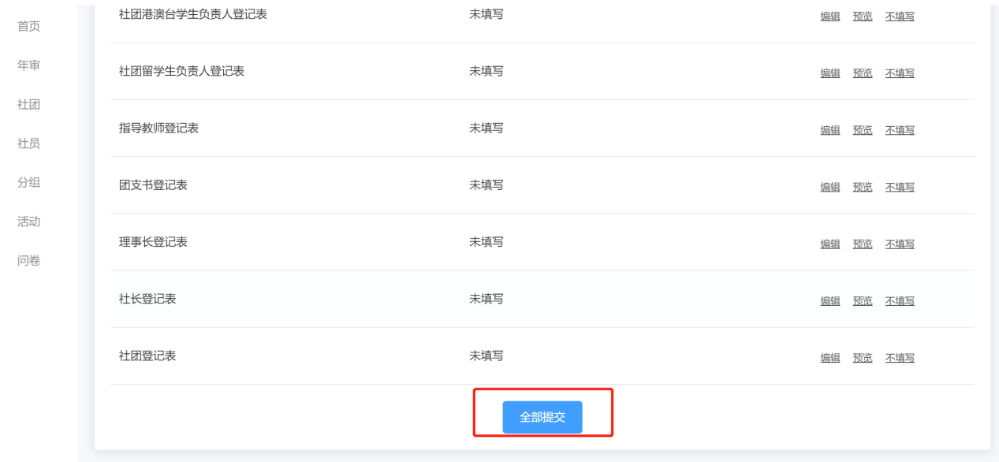 首页
年审
社团
社员
分组
活动
问卷
社团港澳台学生负责人登记表 未填写 编辑 预览 不填写
社团留学生负责人登记表 未填写 编辑 预览 不填写
指导教师登记表 未填写 编辑 预览 不填写
团支书登记表 未填写 编辑 预览 不填写
理事长登记表 未填写 编辑 预览 不填写
社长登记表 未填写 编辑 预览 不填写
社团登记表 未填写 编辑 预览 不填写
全部提交